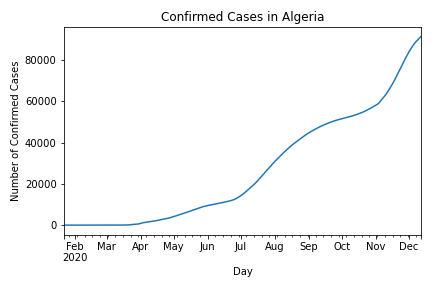 Confirmed Cases in Algeria
Number of Confirmed Cases
80000
60000
40000
20000
0
Feb Mar Apr May Jun Jul Aug Sep Oct Nov Dec
2020
Day